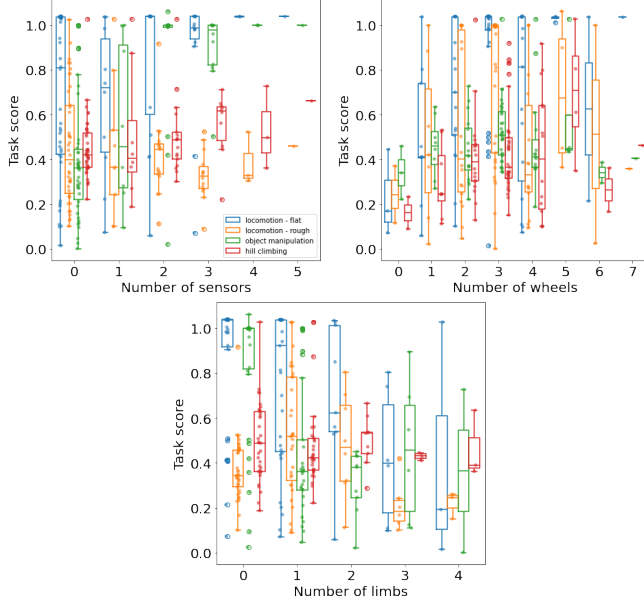 1.0
0.8
0.6
0.4
0.2
0.0
Task score
0 1 2 3 4 5
Number of sensors
locomotion - flat
locomotion - rough
object manipulation
hill climbing
1.0
0.8
0.6
0.4
0.2
0.0
Task score
0 1 2 3 4 5 6 7
Number of wheels
1.0
0.8
0.6
0.4
0.2
0.0
Task score
0 1 2 3 4
Number of limbs